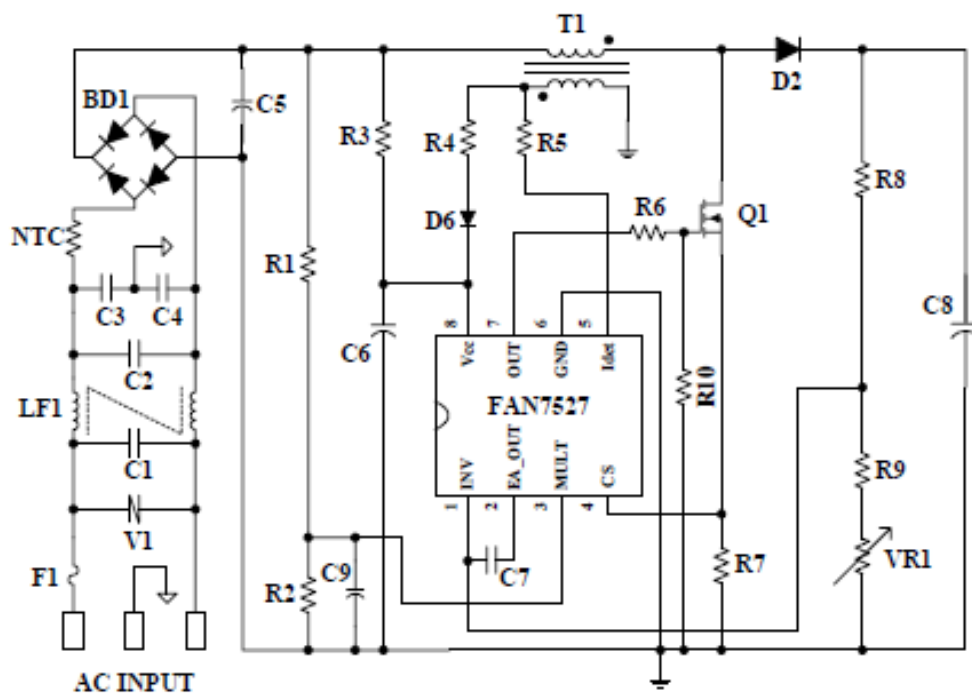 T1
BD1
C5
D2
R3
R4
R5
R8
NTC
D6
R6
Q1
R1
C3
C4
C8
C6
8
7
6
5
Vcc
OUT
GND
Idet
C2
R10
LF1
FAN7527
C1
INV
EA_OUT
MULT
CS
R9
1
2
3
4
V1
C7
R7
VR1
F1
R2
C9
AC INPUT